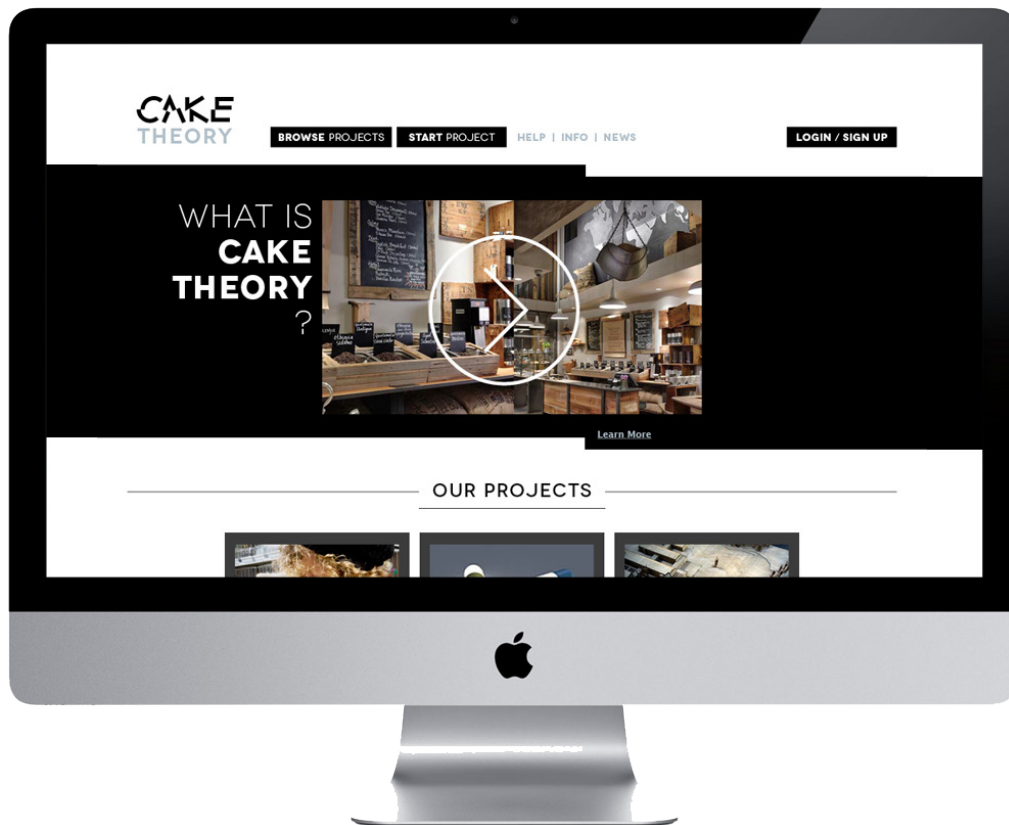 CAKE
THEORY
BROWSE PROJECTS
START PROJECT
HELP | INFO | NEWS
LOGIN / SIGN UP
WHAT IS
CAKE
THEORY
?
Learn More
OUR PROJECTS